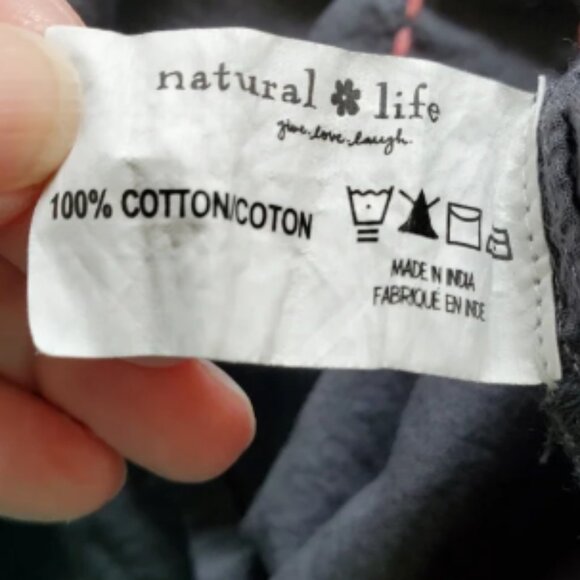 natural life
give.love.laugh.
100% COTTON/COTON
MADE IN INDIA
FABRIQUÉ EN INDE